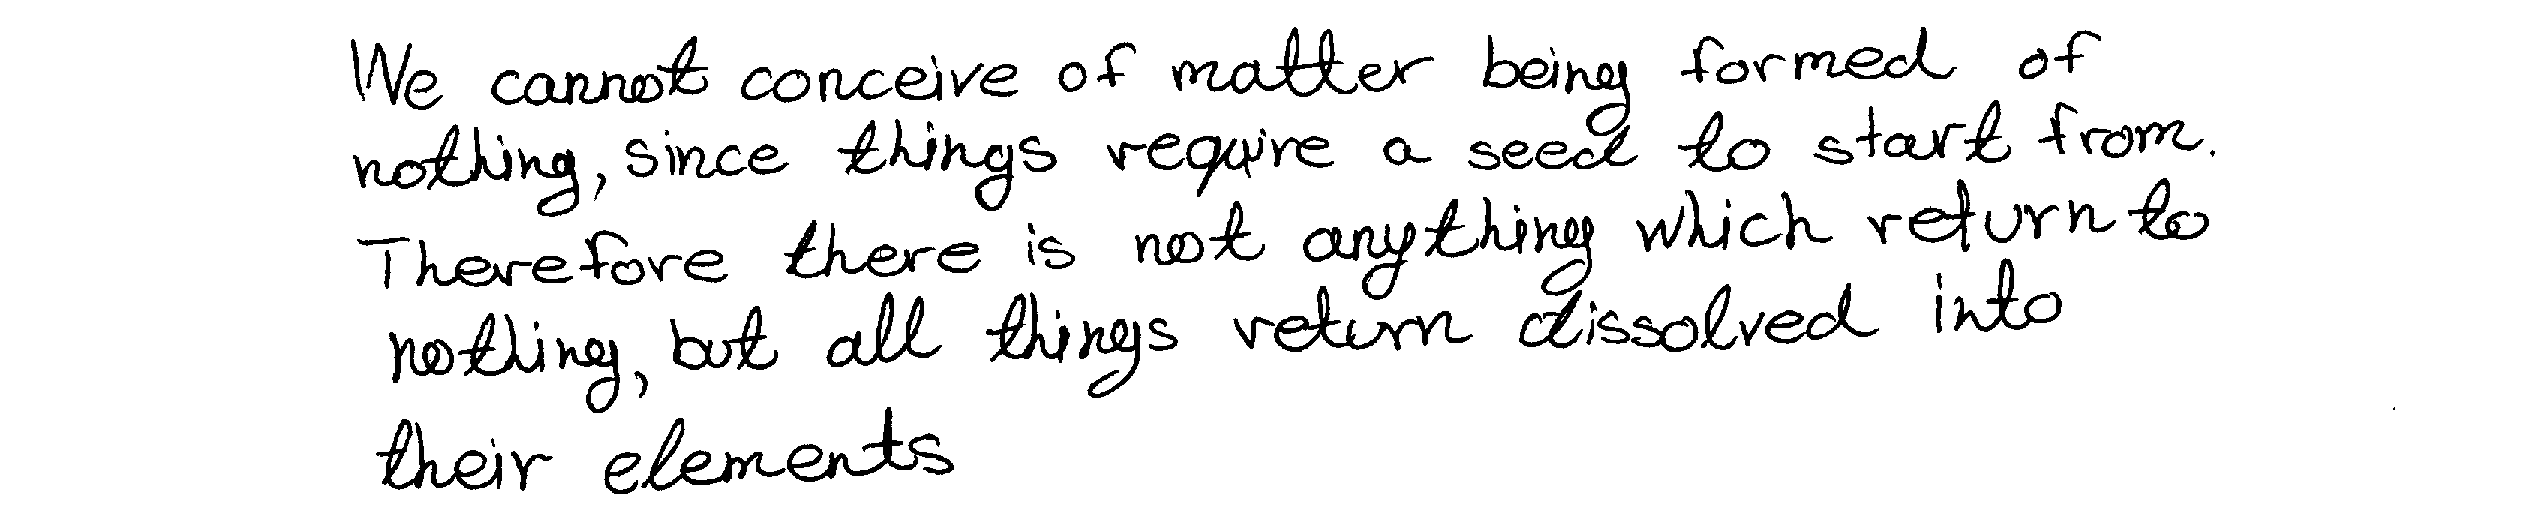 We cannot conceive of matter being formed of
nothing, since things require a seed to start from.
Therefore there is not anything which return to
nothing, but all things return dissolved into
their elements